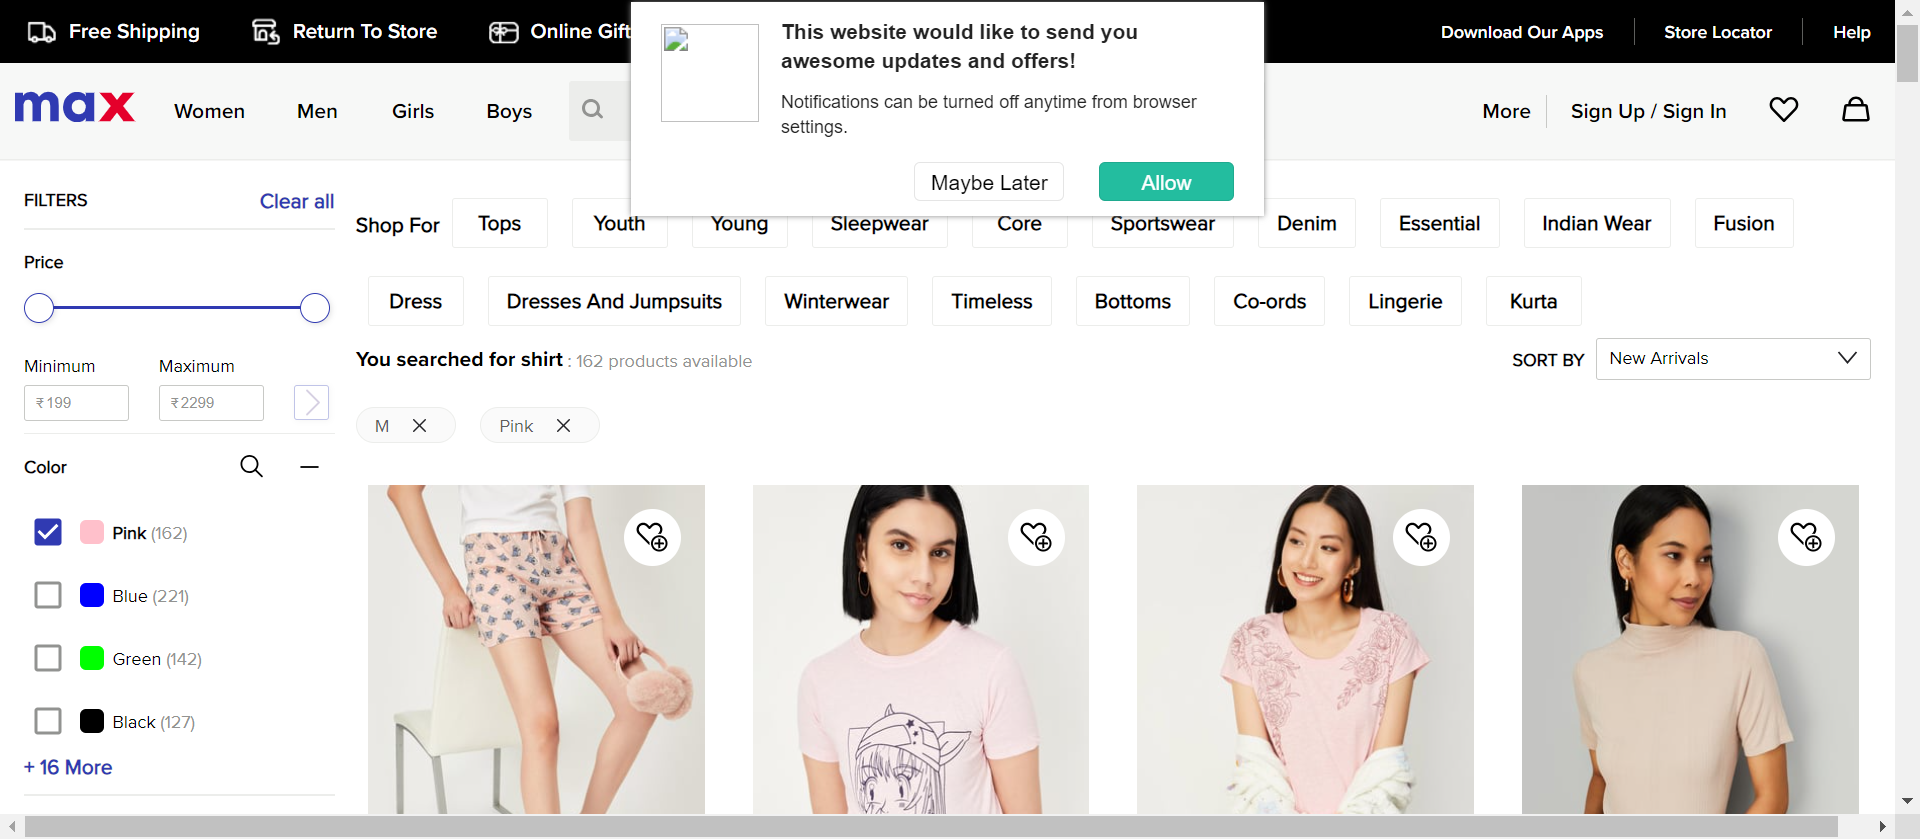 Free Shipping
Return To Store
Online Gift
This website would like to send you
awesome updates and offers!
Notifications can be turned off anytime from browser
settings.
Maybe Later
Allow
Download Our Apps
Store Locator
Help
max
Women
Men
Girls
Boys
More
Sign Up / Sign In
FILTERS
Clear all
Price
Minimum
Maximum
₹ 199
₹ 2299
Color
Pink (162)
Blue (221)
Green (142)
Black (127)
+ 16 More
Shop For
Tops
Youth
Young
Sleepwear
Core
Sportswear
Denim
Essential
Indian Wear
Fusion
Dress
Dresses And Jumpsuits
Winterwear
Timeless
Bottoms
Co-ords
Lingerie
Kurta
You searched for shirt : 162 products available
SORT BY
New Arrivals
M
Pink